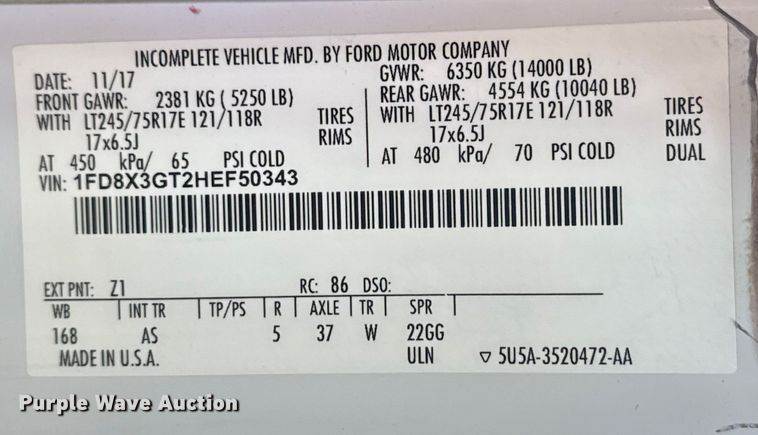 INCOMPLETE VEHICLE MFD. BY FORD MOTOR COMPANY
DATE: 11/17
GVWR: 6350 KG (14000 LB)
FRONT GAWR: 2381 KG ( 5250 LB)
REAR GAWR: 4554 KG (10040 LB)
WITH LT245/75R17E 121/118R TIRES
WITH LT245/75R17E 121/118R TIRES
17x6.5J RIMS
17x6.5J RIMS
AT 450 kPa/ 65 PSI COLD
AT 480 kPa/ 70 PSI COLD DUAL
VIN: 1FD8X3GT2HEF50343
EXT PNT: Z1 RC: 86 DSO:
WB INT TR TP/PS R AXLE TR SPR
168 AS 5 37 W 22GG
MADE IN U.S.A. ULN ▽ 5U5A-3520472-AA
Purple Wave Auction